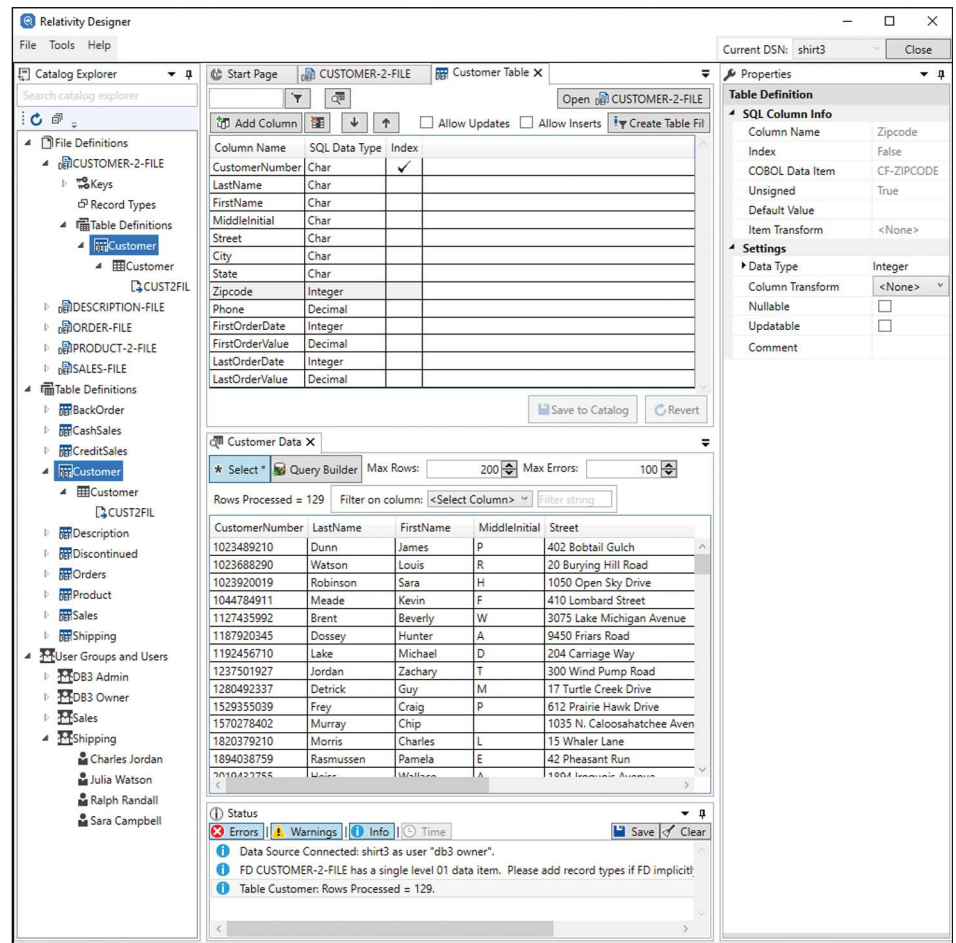 Relativity Designer
File Tools Help
Current DSN: shirt3 Close
Catalog Explorer
Search catalog explorer
File Definitions
CUSTOMER-2-FILE
Keys
Record Types
Table Definitions
Customer
Customer
CUST2FIL
DESCRIPTION-FILE
ORDER-FILE
PRODUCT-2-FILE
SALES-FILE
Table Definitions
BackOrder
CashSales
CreditSales
Customer
Customer
CUST2FIL
Description
Discontinued
Orders
Product
Sales
Shipping
User Groups and Users
DB3 Admin
DB3 Owner
Sales
Shipping
Charles Jordan
Julia Watson
Ralph Randall
Sara Campbell
Start Page CUSTOMER-2-FILE Customer Table
Open CUSTOMER-2-FILE
Add Column Allow Updates Allow Inserts Create Table Fil
Column Name SQL Data Type Index
CustomerNumber Char
LastName Char
FirstName Char
MiddleInitial Char
Street Char
City Char
State Char
Zipcode Integer
Phone Decimal
FirstOrderDate Integer
FirstOrderValue Decimal
LastOrderDate Integer
LastOrderValue Decimal
Save to Catalog Revert
Customer Data
* Select * Query Builder Max Rows: 200 Max Errors: 100
Rows Processed = 129 Filter on column: <Select Column> Filter string
CustomerNumber LastName FirstName MiddleInitial Street
1023489210 Dunn James P 402 Bobtail Gulch
1023688290 Watson Louis R 20 Burying Hill Road
1023920019 Robinson Sara H 1050 Open Sky Drive
1044784911 Meade Kevin F 410 Lombard Street
1127435992 Brent Beverly W 3075 Lake Michigan Avenue
1187920345 Dossey Hunter A 9450 Friars Road
1192456710 Lake Michael D 204 Carriage Way
1237501927 Jordan Zachary T 300 Wind Pump Road
1280492337 Detrick Guy M 17 Turtle Creek Drive
1529355039 Frey Craig P 612 Prairie Hawk Drive
1570278402 Murray Chip 1035 N. Caloosahatchee Aven
1820379210 Morris Charles L 15 Whaler Lane
1894038759 Rasmussen Pamela E 42 Pheasant Run
Status
Errors Warnings Info Time Save Clear
Data Source Connected: shirt3 as user "db3 owner".
FD CUSTOMER-2-FILE has a single level 01 data item. Please add record types if FD implicitl
Table Customer: Rows Processed = 129.
Properties
Table Definition
SQL Column Info
Column Name Zipcode
Index False
COBOL Data Item CF-ZIPCODE
Unsigned True
Default Value
Item Transform <None>
Settings
Data Type Integer
Column Transform <None>
Nullable
Updatable
Comment